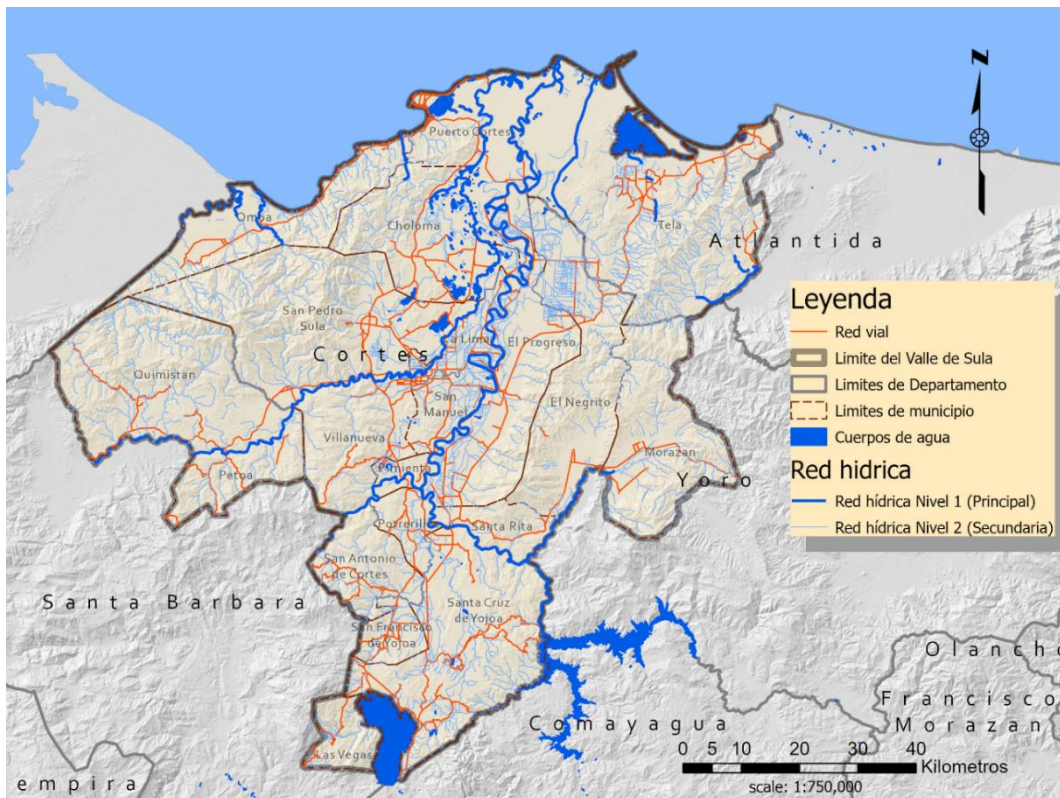 N
Puerto Cortes
Omoa
Choloma
Tela
Atlantida
San Pedro
Sula
La Lima
Cortes
El Progreso
Quimistan
San
Manuel
El Negrito
Villanueva
Morazan
Petoa
Pimienta
Yoro
Potrerillos
Santa Rita
San Antonio
de Cortes
Santa Cruz
de Yojoa
Santa Barbara
San Francisco
de Yojoa
Las Vegas
Comayagua
Olancho
Francisco
Morazan
empira
Leyenda
Red vial
Limite del Valle de Sula
Limites de Departamento
Limites de municipio
Cuerpos de agua
Red hidrica
Red hídrica Nivel 1 (Principal)
Red hídrica Nivel 2 (Secundaria)
0 5 10 20 30 40
Kilometros
scale: 1:750,000